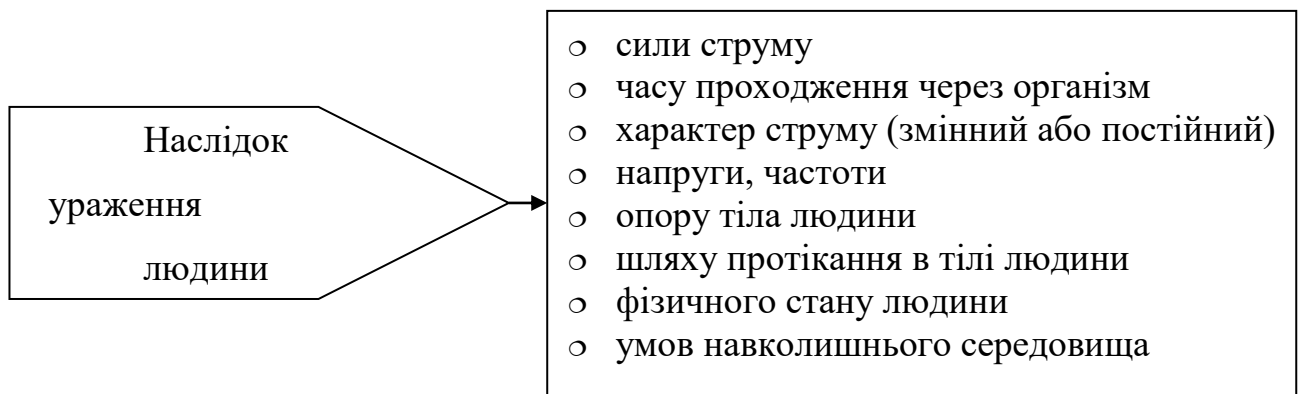 Наслідок
ураження
людини
сили струму
часу проходження через організм
характер струму (змінний або постійний)
напруги, частоти
опору тіла людини
шляху протікання в тілі людини
фізичного стану людини
умов навколишнього середовища